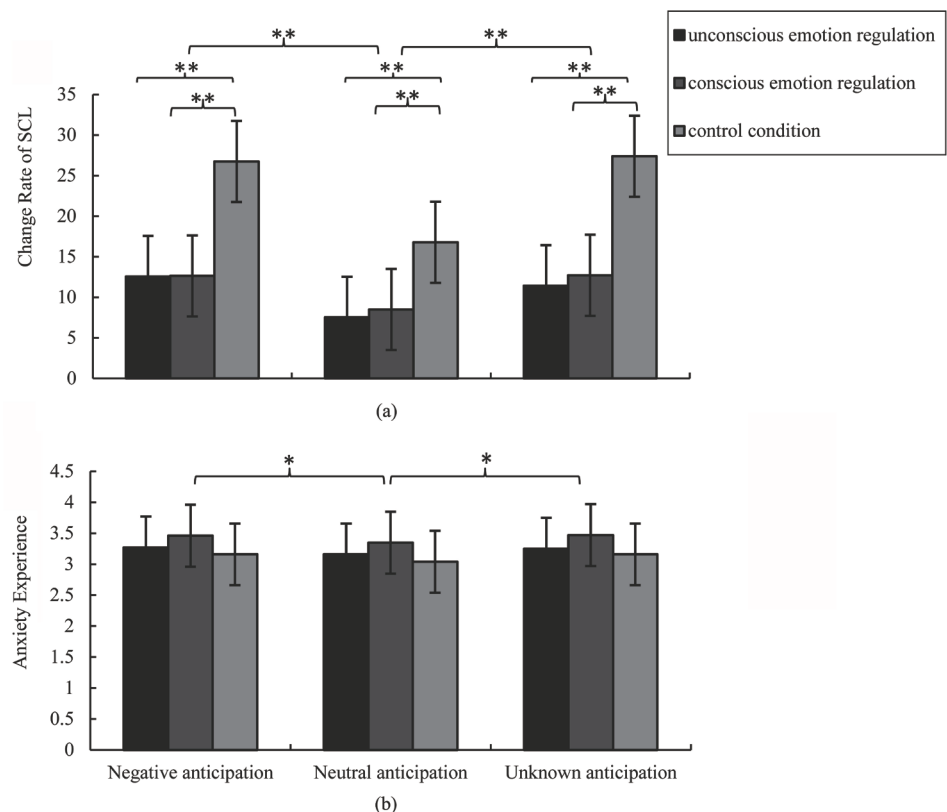 unconscious emotion regulation
conscious emotion regulation
control condition
** **
** ** **
** ** **
Change Rate of SCL
35
30
25
20
15
10
5
0
(a)
* *
Anxiety Experience
4.5
4
3.5
3
2.5
2
1.5
1
0.5
0
Negative anticipation Neutral anticipation Unknown anticipation
(b)